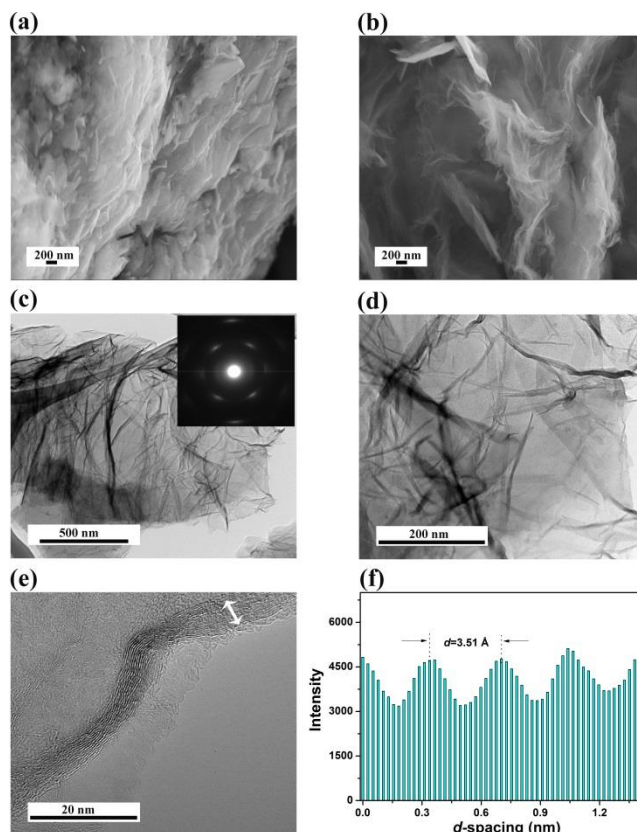 (a)
(b)
200 nm
200 nm
(c)
(d)
500 nm
200 nm
(e)
(f)
20 nm
6000
4500
3000
1500
0
Intensity
d=3.51 Å
0.0 0.3 0.6 0.9 1.2
d-spacing (nm)